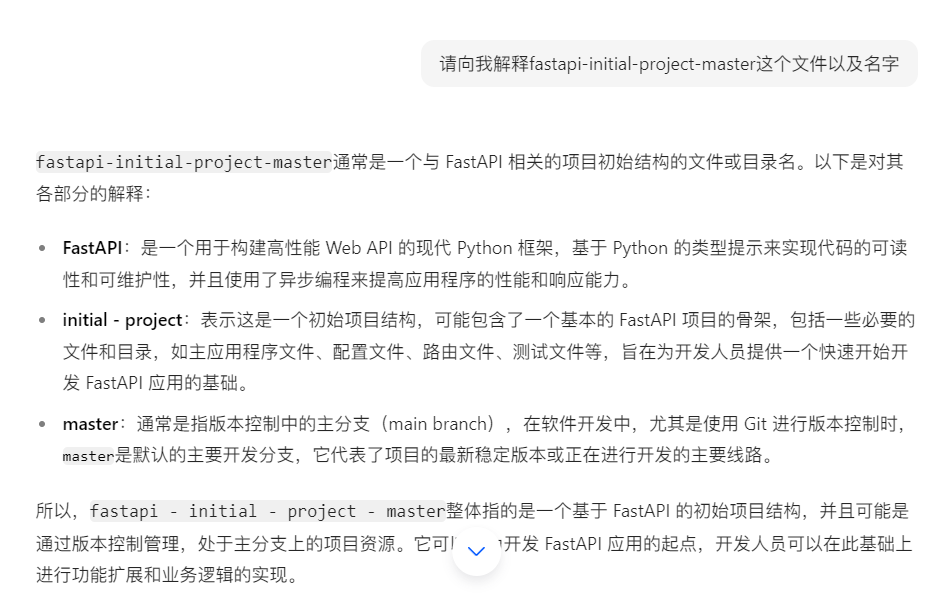 请向我解释fastapi-initial-project-master这个文件以及名字
fastapi-initial-project-master通常是一个与 FastAPI 相关的项目初始结构的文件或目录名。以下是对其
各部分的解释：
• FastAPI：是一个用于构建高性能 Web API 的现代 Python 框架，基于 Python 的类型提示来实现代码的可读
性和可维护性，并且使用了异步编程来提高应用程序的性能和响应能力。
• initial - project：表示这是一个初始项目结构，可能包含了一个基本的 FastAPI 项目的骨架，包括一些必要的
文件和目录，如主应用程序文件、配置文件、路由文件、测试文件等，旨在为开发人员提供一个快速开始开
发 FastAPI 应用的基础。
• master：通常是指版本控制中的主分支（main branch），在软件开发中，尤其是使用 Git 进行版本控制时，
master是默认的主要开发分支，它代表了项目的最新稳定版本或正在进行开发的主要线路。
所以，fastapi - initial - project - master整体指的是一个基于 FastAPI 的初始项目结构，并且可能是
通过版本控制管理，处于主分支上的项目资源。它可 开发 FastAPI 应用的起点，开发人员可以在此基础上
进行功能扩展和业务逻辑的实现。